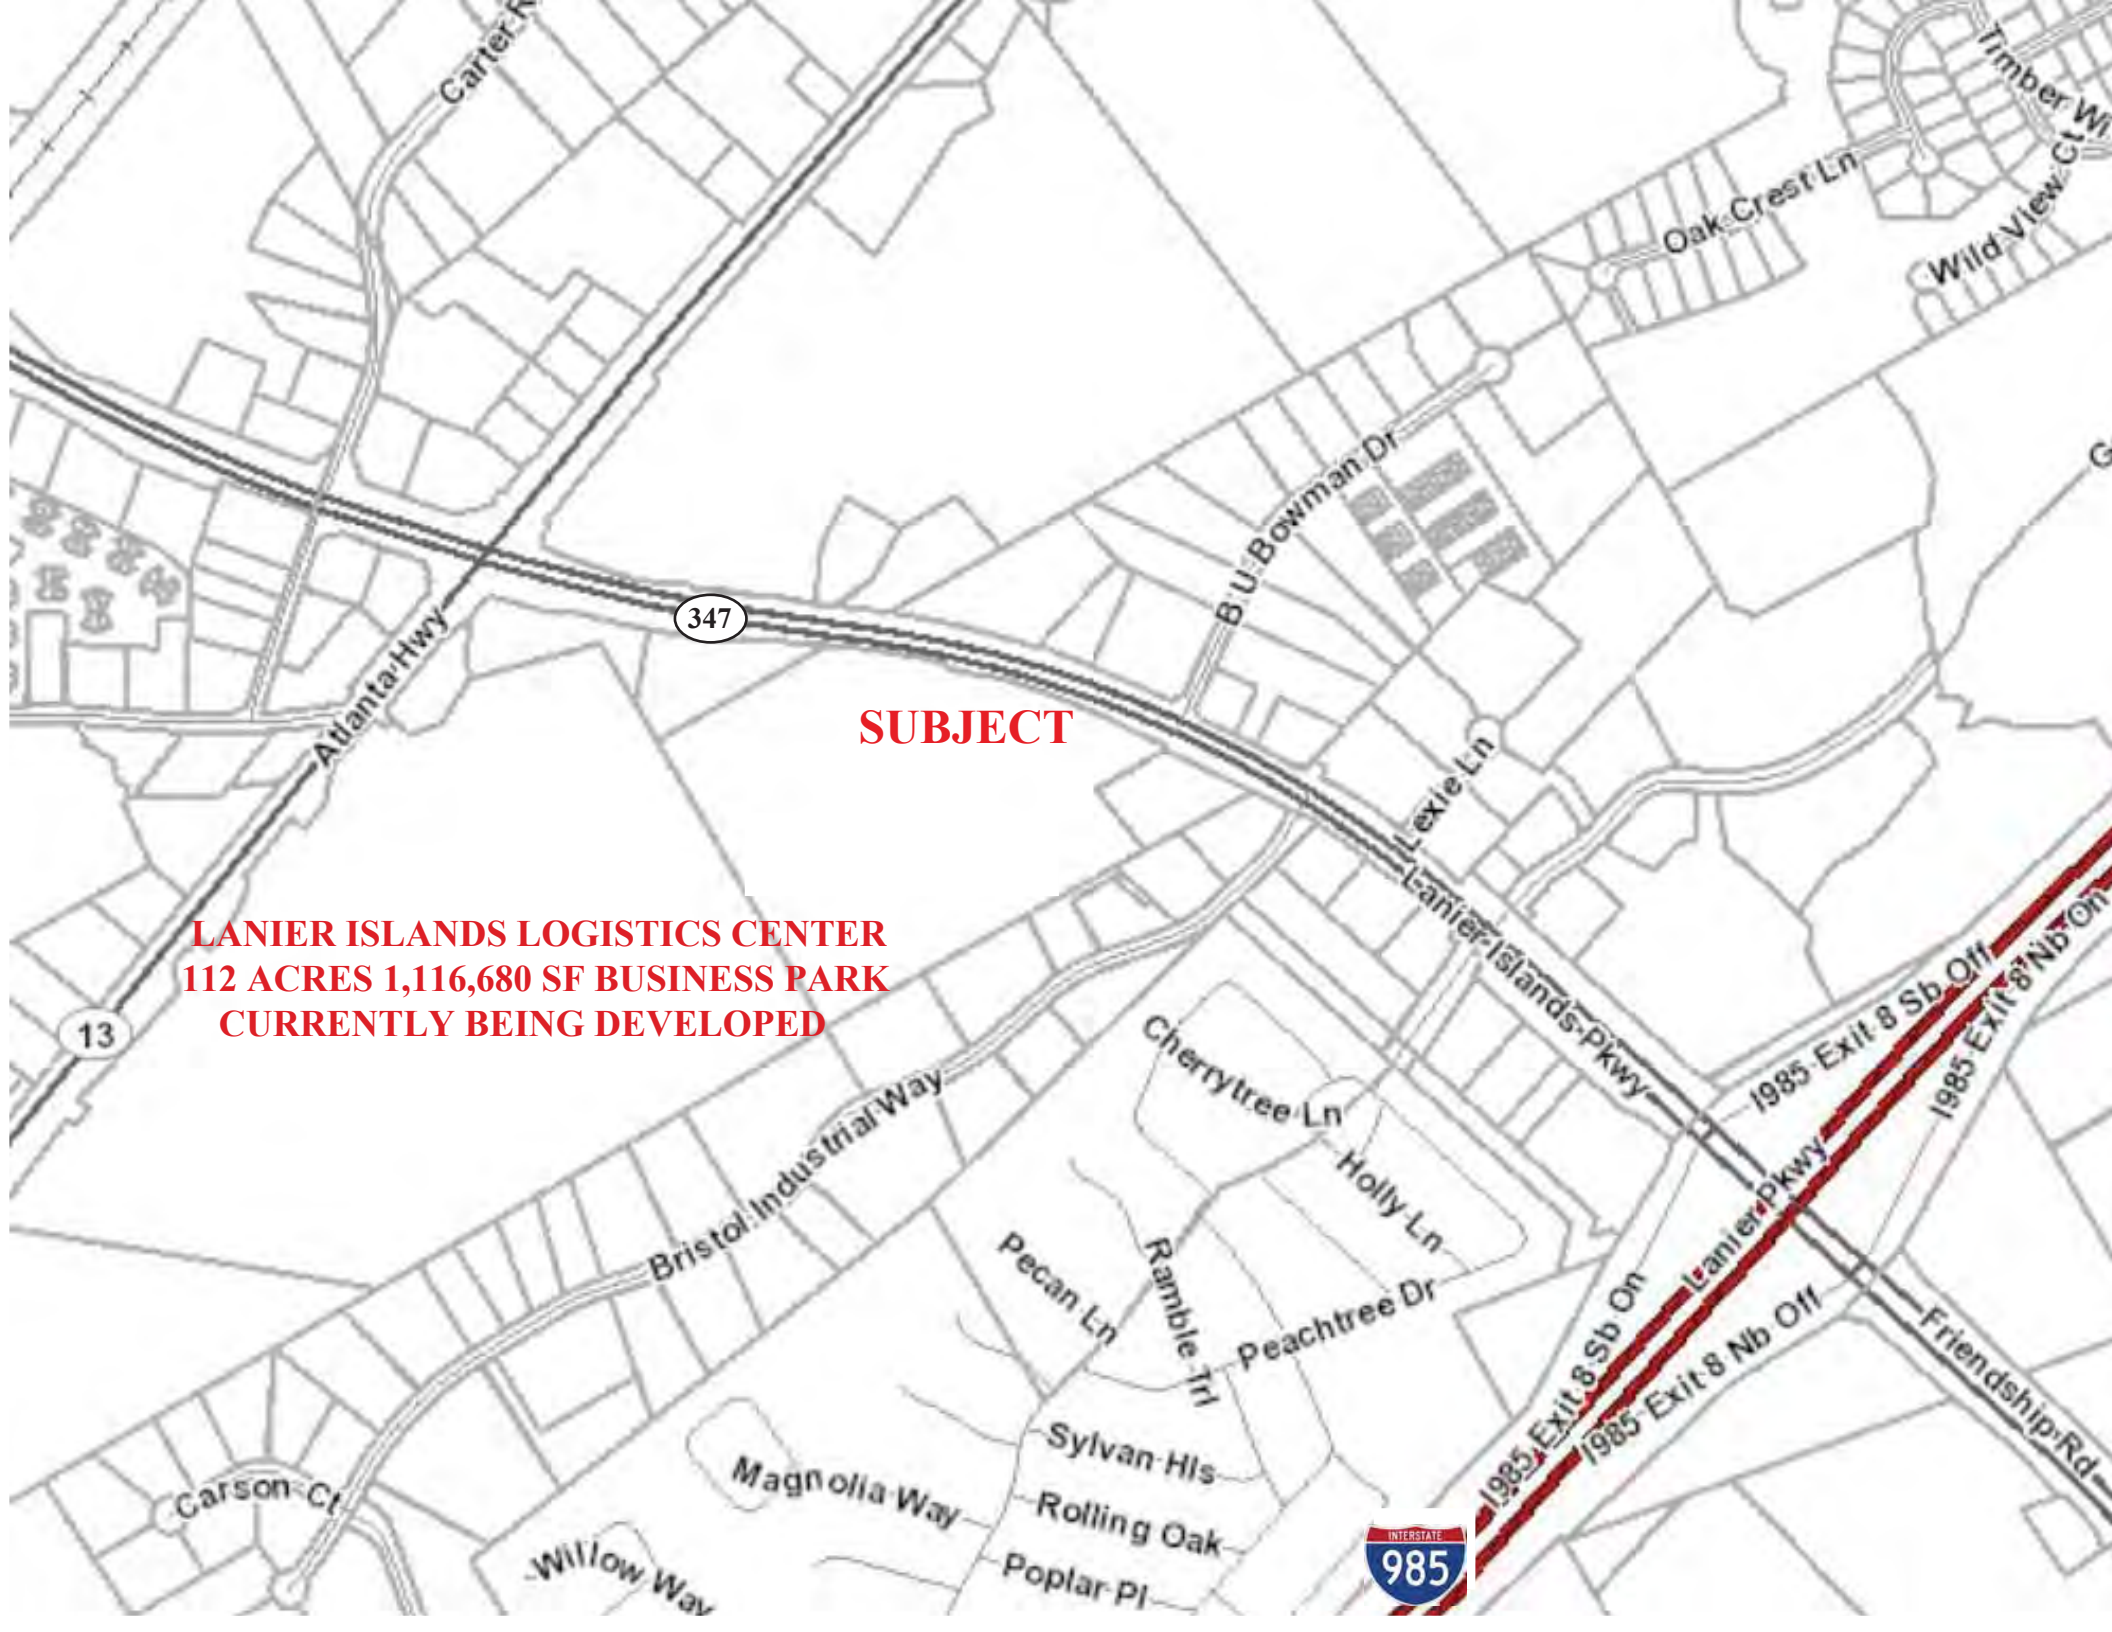 Carter R
Timber Wi
Oak Crest Ln
Wild View Ct
G
B U Bowman Dr
347
Atlanta Hwy
SUBJECT
Lexie Ln
LANIER ISLANDS LOGISTICS CENTER
112 ACRES 1,116,680 SF BUSINESS PARK
CURRENTLY BEING DEVELOPED
13
Lanier Islands Pkwy
I985 Exit 8 Sb Off
I985 Exit 8 Nb On
Cherrytree Ln
Holly Ln
Bristol Industrial Way
Lanier Pkwy
Pecan Ln
Ramble Trl
Peachtree Dr
I985 Exit 8 Sb On
I985 Exit 8 Nb Off
Friendship Rd
Sylvan Hls
Magnolia Way
Carson Ct
Rolling Oak
Willow Way
Poplar Pl
INTERSTATE
985